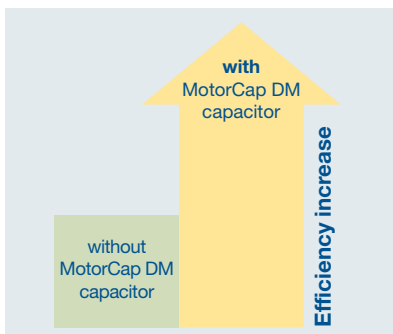 with
MotorCap DM
capacitor
without
MotorCap DM
capacitor
Efficiency increase